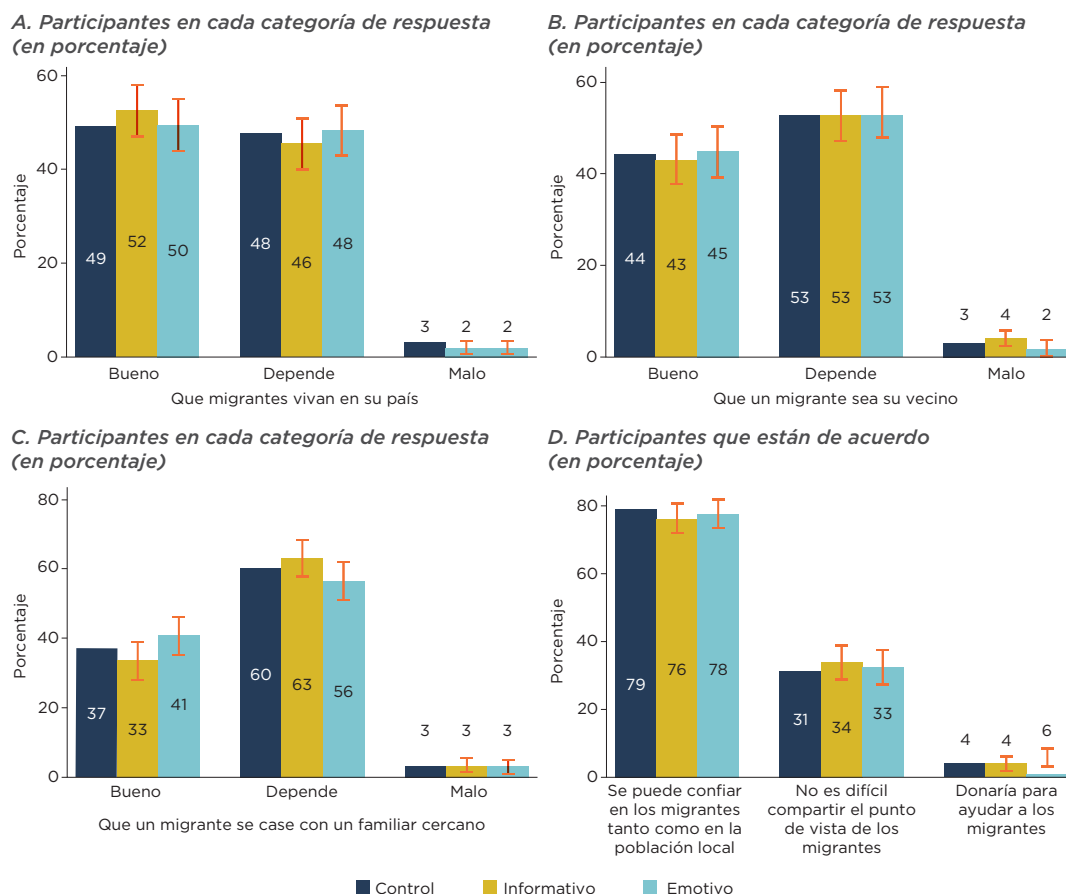 A. Participantes en cada categoría de respuesta
(en porcentaje)
60
40
20
0
Porcentaje
49
52
50
48
46
48
3
2
2
Bueno
Depende
Malo
Que migrantes vivan en su país
B. Participantes en cada categoría de respuesta
(en porcentaje)
60
40
20
0
Porcentaje
44
43
45
53
53
53
3
4
2
Bueno
Depende
Malo
Que un migrante sea su vecino
C. Participantes en cada categoría de respuesta
(en porcentaje)
80
60
40
20
0
Porcentaje
37
33
41
60
63
56
3
3
3
Bueno
Depende
Malo
Que un migrante se case con un familiar cercano
D. Participantes que están de acuerdo
(en porcentaje)
80
60
40
20
0
Porcentaje
79
76
78
31
34
33
4
4
6
Se puede confiar
en los migrantes
tanto como en la
población local
No es difícil
compartir el punto
de vista de los
migrantes
Donaría para
ayudar a los
migrantes
Control
Informativo
Emotivo